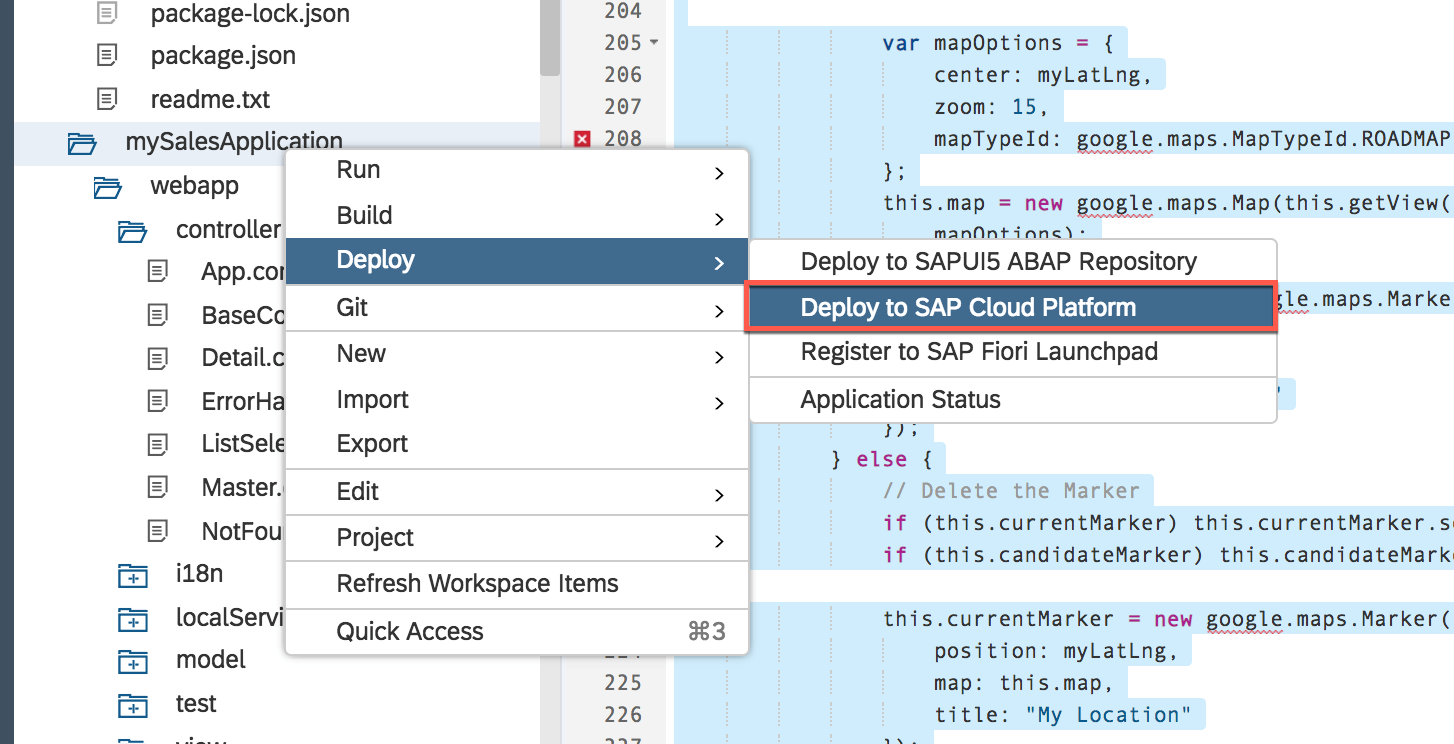 package-lock.json
package.json
readme.txt
mySalesApplication
webapp
controller
App.con
BaseCo
Detail.c
ErrorHa
ListSele
Master.
NotFou
i18n
localServi
model
test
view
Run
Build
Deploy
Git
New
Import
Export
Edit
Project
Refresh Workspace Items
Quick Access ⌘3
Deploy to SAPUI5 ABAP Repository
Deploy to SAP Cloud Platform
Register to SAP Fiori Launchpad
Application Status
204
205 var mapOptions = {
206 center: myLatLng,
207 zoom: 15,
208 mapTypeId: google.maps.MapTypeId.ROADMAP
};
this.map = new google.maps.Map(this.getView(
mapOptions);
gle.maps.Marke
});
} else {
// Delete the Marker
if (this.currentMarker) this.currentMarker.se
if (this.candidateMarker) this.candidateMarke
this.currentMarker = new google.maps.Marker(
position: myLatLng,
225 map: this.map,
226 title: "My Location"
227 });